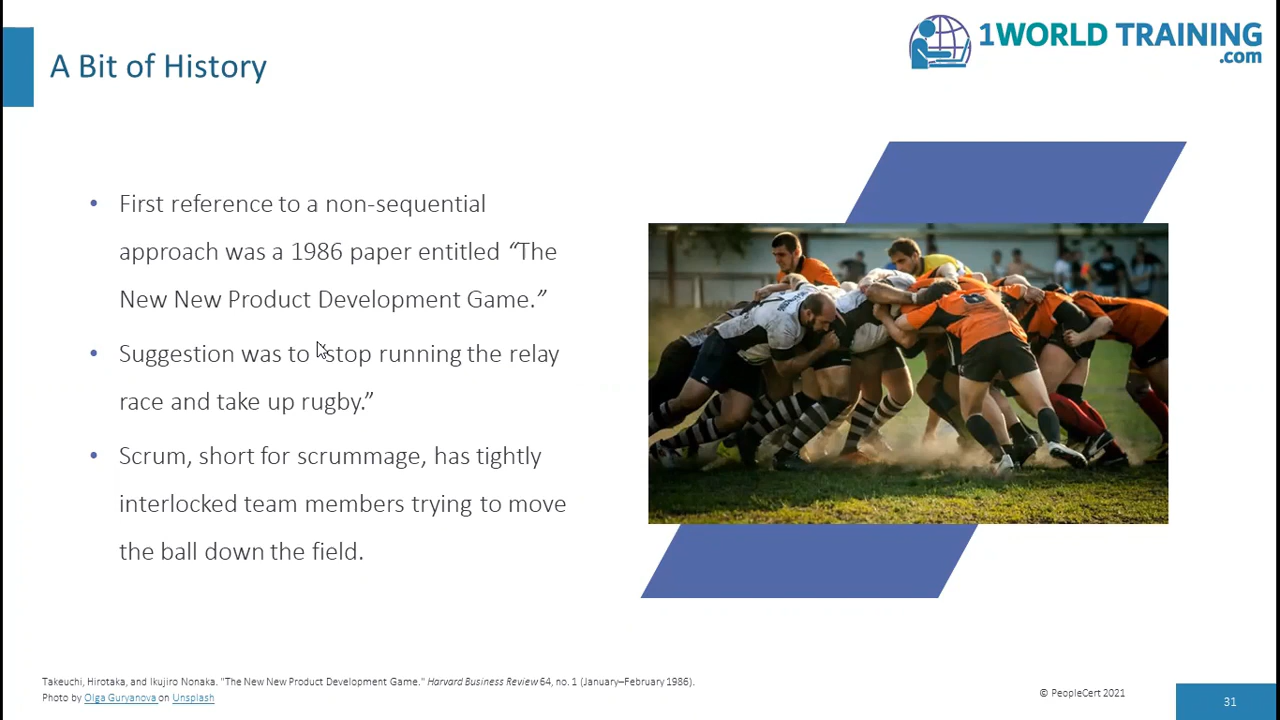 1WORLD TRAINING
.com
A Bit of History
• First reference to a non-sequential
approach was a 1986 paper entitled “The
New New Product Development Game.”
• Suggestion was to “stop running the relay
race and take up rugby.”
• Scrum, short for scrummage, has tightly
interlocked team members trying to move
the ball down the field.
Takeuchi, Hirotaka, and Ikujiro Nonaka. "The New New Product Development Game." Harvard Business Review 64, no. 1 (January–February 1986).
Photo by Olga Guryanova on Unsplash
© PeopleCert 2021
31